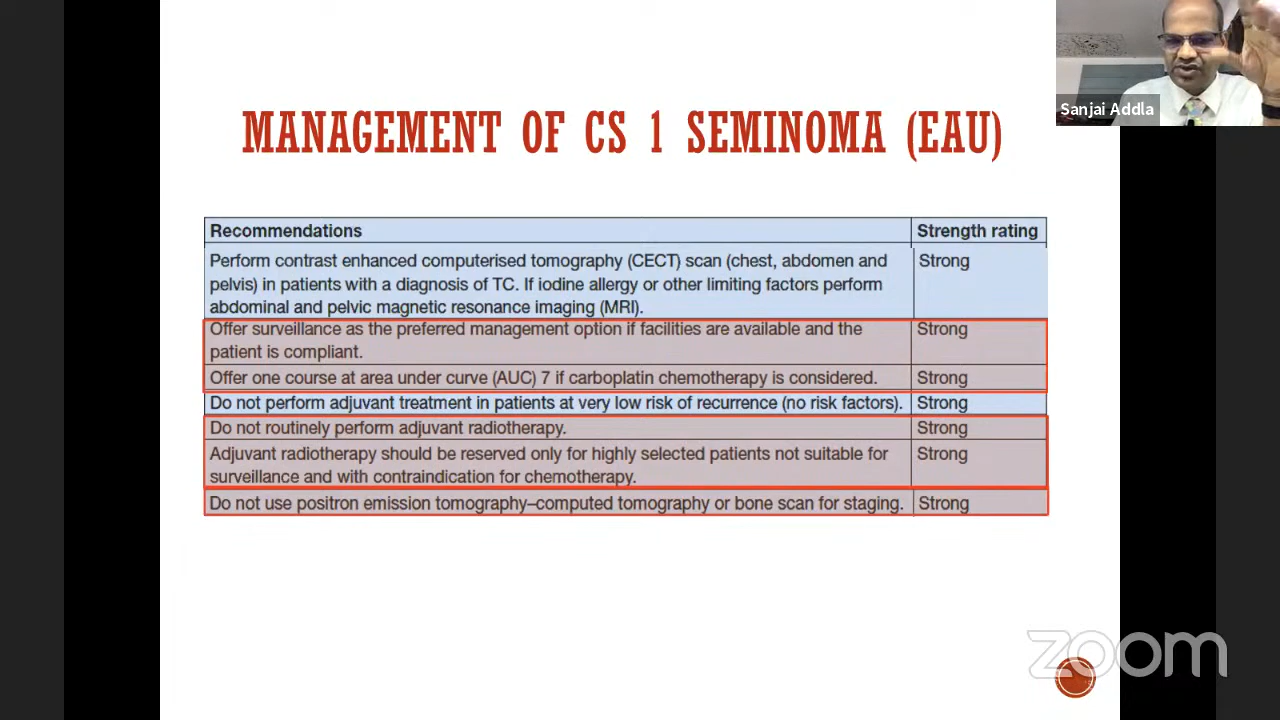 Sanjai Addla
MANAGEMENT OF CS 1 SEMINOMA (EAU)
Recommendations Strength rating
Perform contrast enhanced computerised tomography (CECT) scan (chest, abdomen and Strong
pelvis) in patients with a diagnosis of TC. If iodine allergy or other limiting factors perform
abdominal and pelvic magnetic resonance imaging (MRI).
Offer surveillance as the preferred management option if facilities are available and the Strong
patient is compliant.
Offer one course at area under curve (AUC) 7 if carboplatin chemotherapy is considered. Strong
Do not perform adjuvant treatment in patients at very low risk of recurrence (no risk factors). Strong
Do not routinely perform adjuvant radiotherapy. Strong
Adjuvant radiotherapy should be reserved only for highly selected patients not suitable for Strong
surveillance and with contraindication for chemotherapy.
Do not use positron emission tomography–computed tomography or bone scan for staging. Strong
zoom